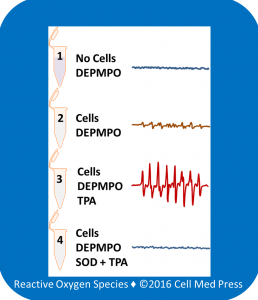 1 No Cells
DEPMPO
2 Cells
DEPMPO
3 Cells
DEPMPO
TPA
4 Cells
DEPMPO
SOD + TPA
Reactive Oxygen Species ♦ ©2016 Cell Med Press